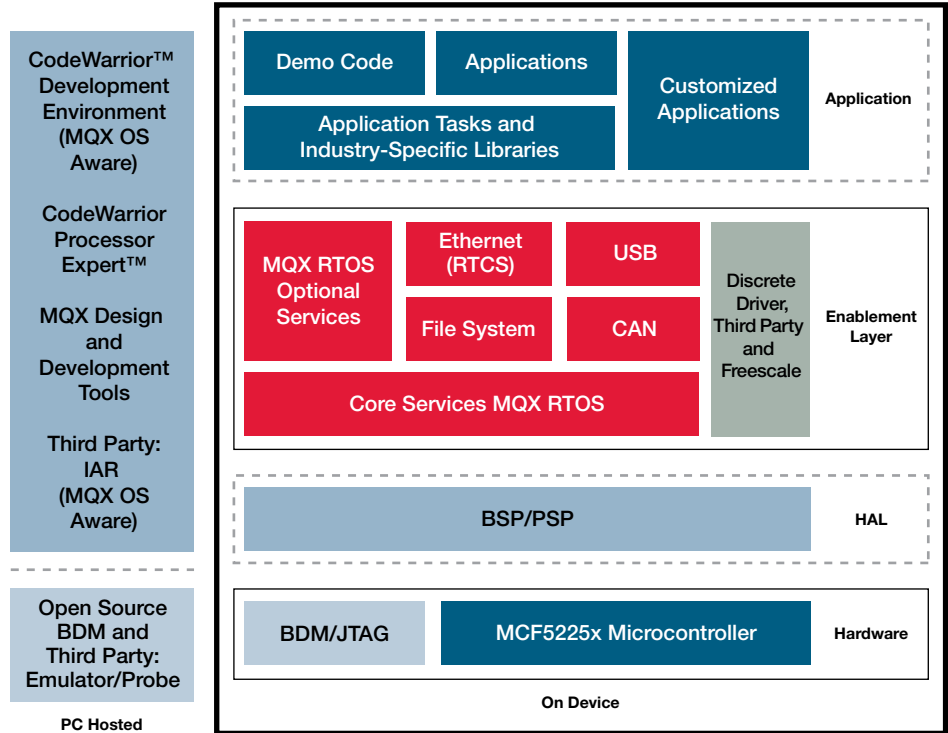 CodeWarrior™
Development
Environment
(MQX OS
Aware)
CodeWarrior
Processor
Expert™
MQX Design
and
Development
Tools
Third Party:
IAR
(MQX OS
Aware)
Open Source
BDM and
Third Party:
Emulator/Probe
PC Hosted
Demo Code
Applications
Customized
Applications
Application Tasks and
Industry-Specific Libraries
Application
MQX RTOS
Optional
Services
Ethernet
(RTCS)
USB
File System
CAN
Core Services MQX RTOS
Discrete
Driver,
Third Party
and
Freescale
Enablement
Layer
BSP/PSP
HAL
BDM/JTAG
MCF5225x Microcontroller
Hardware
On Device